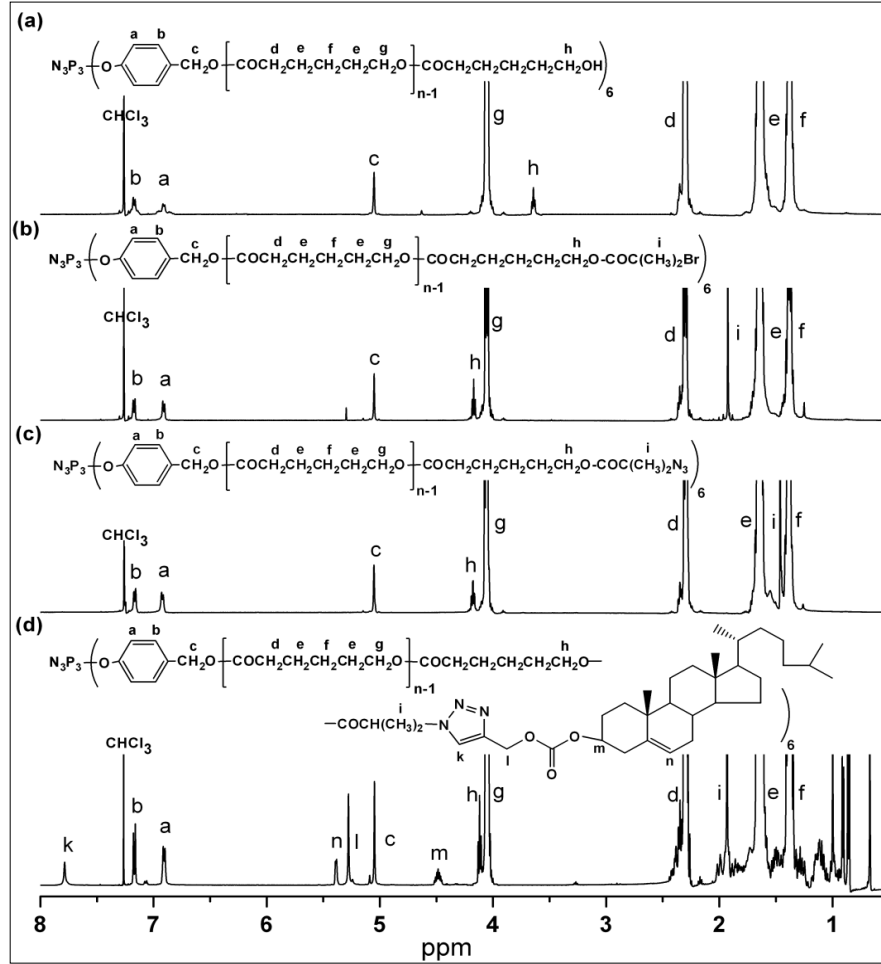 (a)
a b
c d e f e g h
N₃P₃ ( O CH₂O [ COCH₂CH₂CH₂CH₂CH₂O ]n-1 COCH₂CH₂CH₂CH₂CH₂OH )6
CHCl₃
b a c g h d e f
(b)
a b
c d e f e g h i
N₃P₃ ( O CH₂O [ COCH₂CH₂CH₂CH₂CH₂O ]n-1 COCH₂CH₂CH₂CH₂CH₂O-COC(CH₃)₂Br )6
CHCl₃
b a c h g d i e f
(c)
a b
c d e f e g h i
N₃P₃ ( O CH₂O [ COCH₂CH₂CH₂CH₂CH₂O ]n-1 COCH₂CH₂CH₂CH₂CH₂O-COC(CH₃)₂N₃ )6
CHCl₃
b a c h g d e i f
(d)
a b
c d e f e g h
N₃P₃ ( O CH₂O [ COCH₂CH₂CH₂CH₂CH₂O ]n-1 COCH₂CH₂CH₂CH₂CH₂O—
i
—COC(CH₃)₂- N N N k l O O O m n )6
CHCl₃
k b a n l c m h g d i e f
8 7 6 5 4 3 2 1
ppm